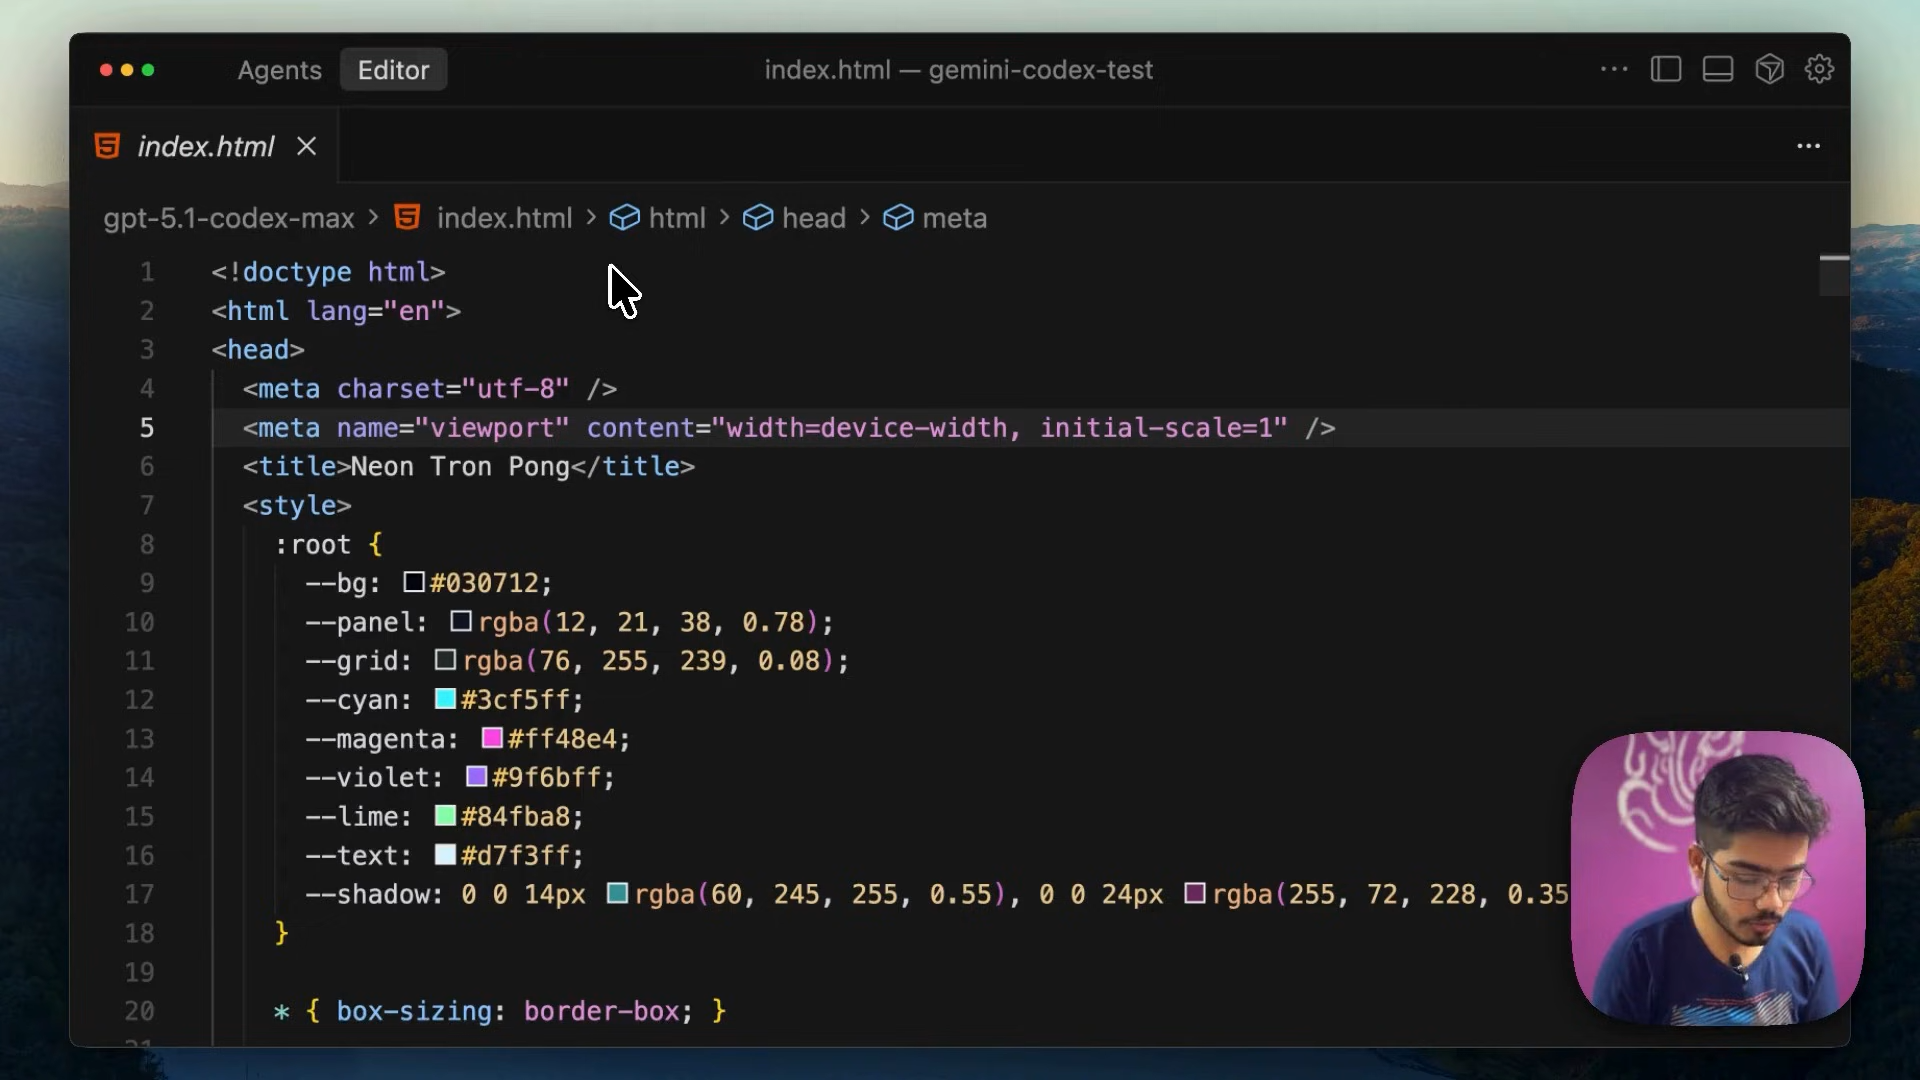 Agents Editor index.html — gemini-codex-test
index.html
gpt-5.1-codex-max > index.html > html > head > meta
1 <!doctype html>
2 <html lang="en">
3 <head>
4 <meta charset="utf-8" />
5 <meta name="viewport" content="width=device-width, initial-scale=1" />
6 <title>Neon Tron Pong</title>
7 <style>
8 :root {
9 --bg: #030712;
10 --panel: rgba(12, 21, 38, 0.78);
11 --grid: rgba(76, 255, 239, 0.08);
12 --cyan: #3cf5ff;
13 --magenta: #ff48e4;
14 --violet: #9f6bff;
15 --lime: #84fba8;
16 --text: #d7f3ff;
17 --shadow: 0 0 14px rgba(60, 245, 255, 0.55), 0 0 24px rgba(255, 72, 228, 0.35
18 }
19
20 * { box-sizing: border-box; }
21